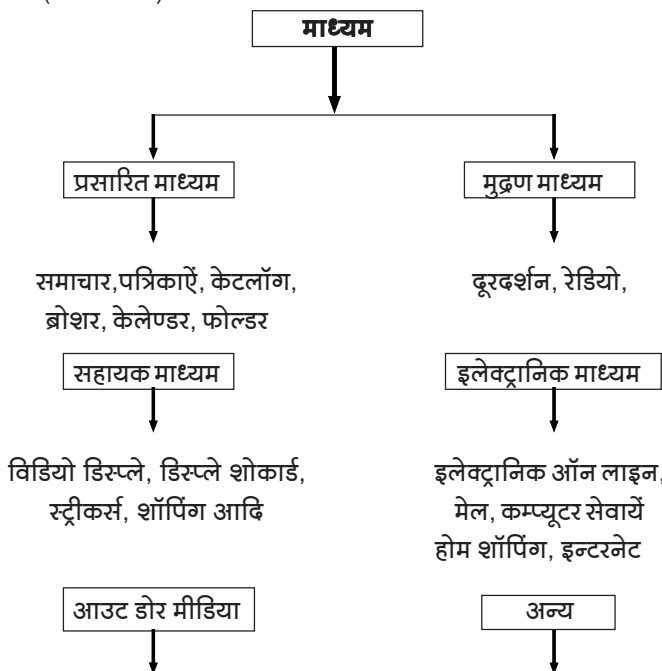 माध्यम
प्रसारित माध्यम
मुद्रण माध्यम
समाचार,पत्रिकाऐं, केटलॉग,
ब्रोशर, केलेण्डर, फोल्डर
दूरदर्शन, रेडियो,
सहायक माध्यम
इलेक्ट्रानिक माध्यम
विडियो डिस्प्ले, डिस्प्ले शोकार्ड,
स्ट्रीकर्स, शॉपिंग आदि
इलेक्ट्रानिक ऑन लाइन,
मेल, कम्प्यूटर सेवायें
होम शॉपिंग, इन्टरनेट
आउट डोर मीडिया
अन्य